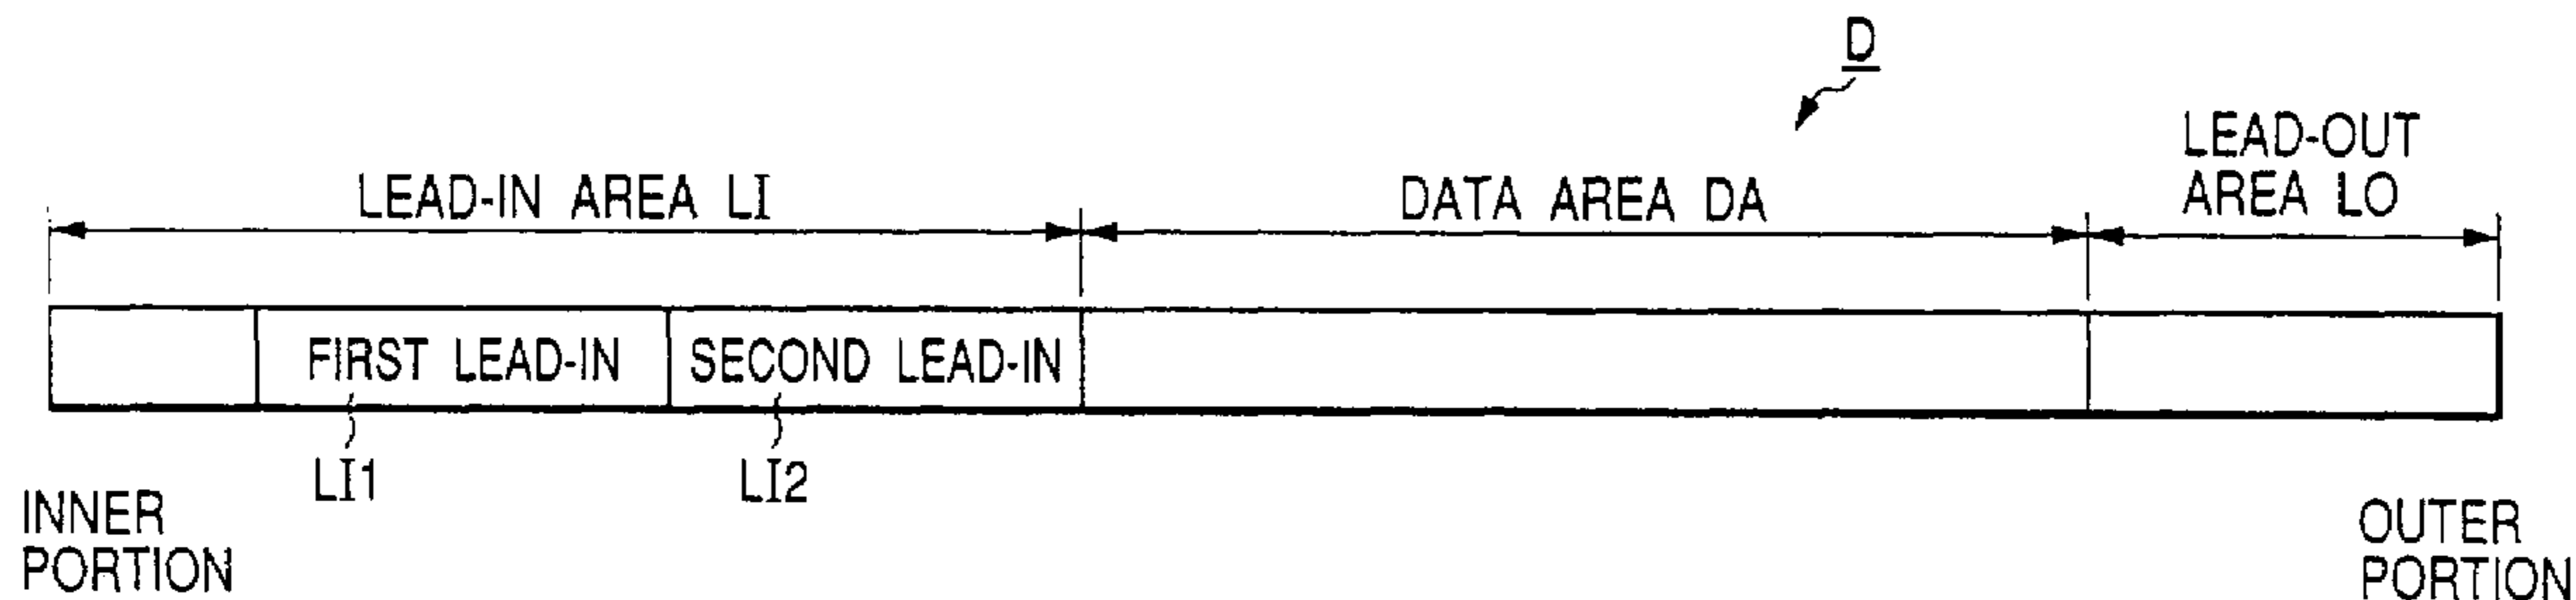 D
LEAD-IN AREA LI
DATA AREA DA
LEAD-OUT
AREA LO
FIRST LEAD-IN
SECOND LEAD-IN
LI1
LI2
INNER
PORTION
OUTER
PORTION